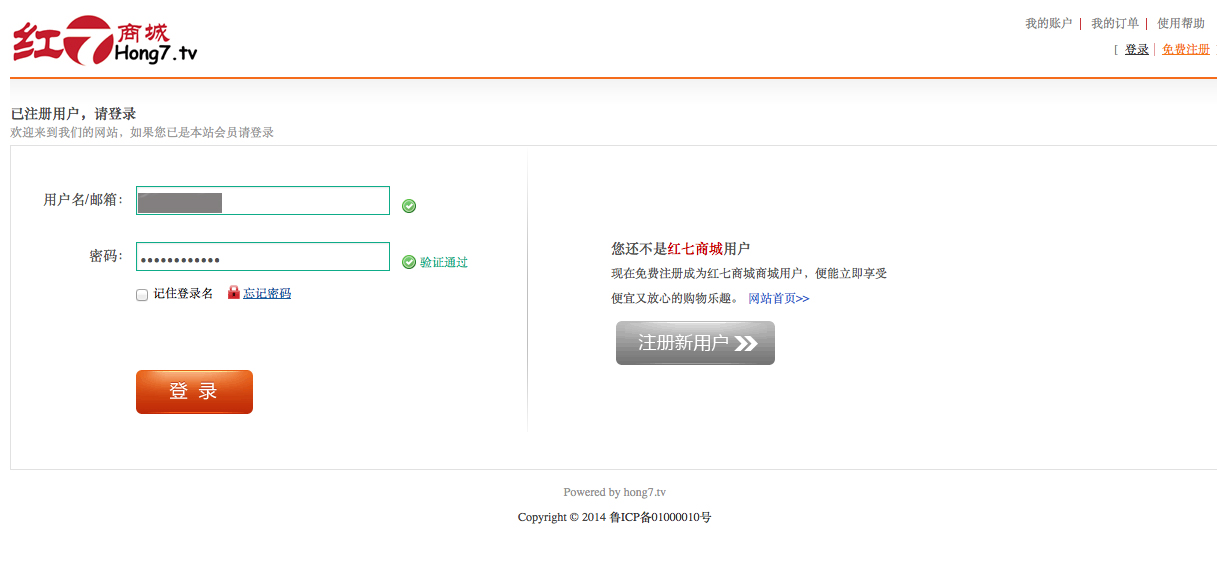 红7商城
Hong7.tv
我的账户 | 我的订单 | 使用帮助
[ 登录 | 免费注册
已注册用户，请登录
欢迎来到我们的网站，如果您已是本站会员请登录
用户名/邮箱：
密码： •••••••••••• 验证通过
记住登录名 忘记密码
登 录
您还不是红七商城用户
现在免费注册成为红七商城商城用户，便能立即享受
便宜又放心的购物乐趣。 网站首页>>
注册新用户
Powered by hong7.tv
Copyright © 2014 鲁ICP备01000010号